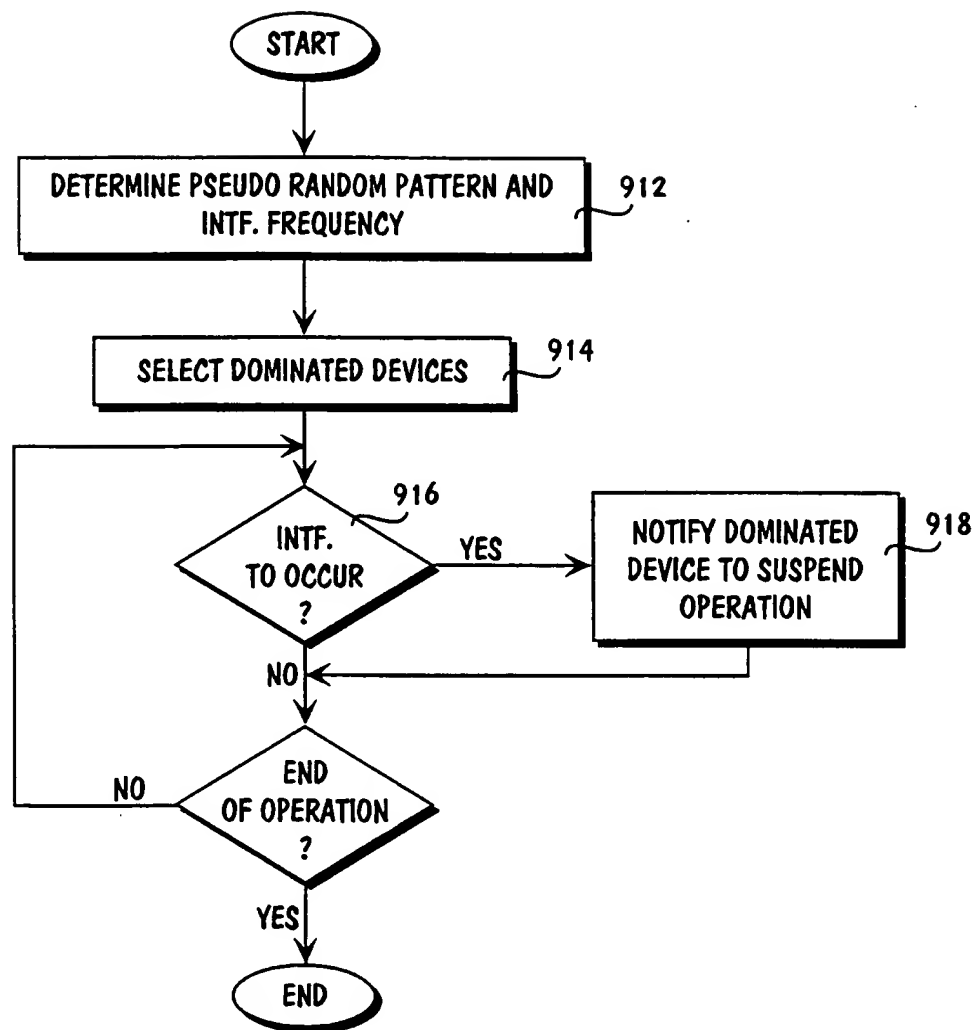 START
DETERMINE PSEUDO RANDOM PATTERN AND
INTF. FREQUENCY
912
SELECT DOMINATED DEVICES
914
916
INTF.
TO OCCUR
?
YES
NOTIFY DOMINATED
DEVICE TO SUSPEND
OPERATION
918
NO
END
OF OPERATION
?
NO
YES
END